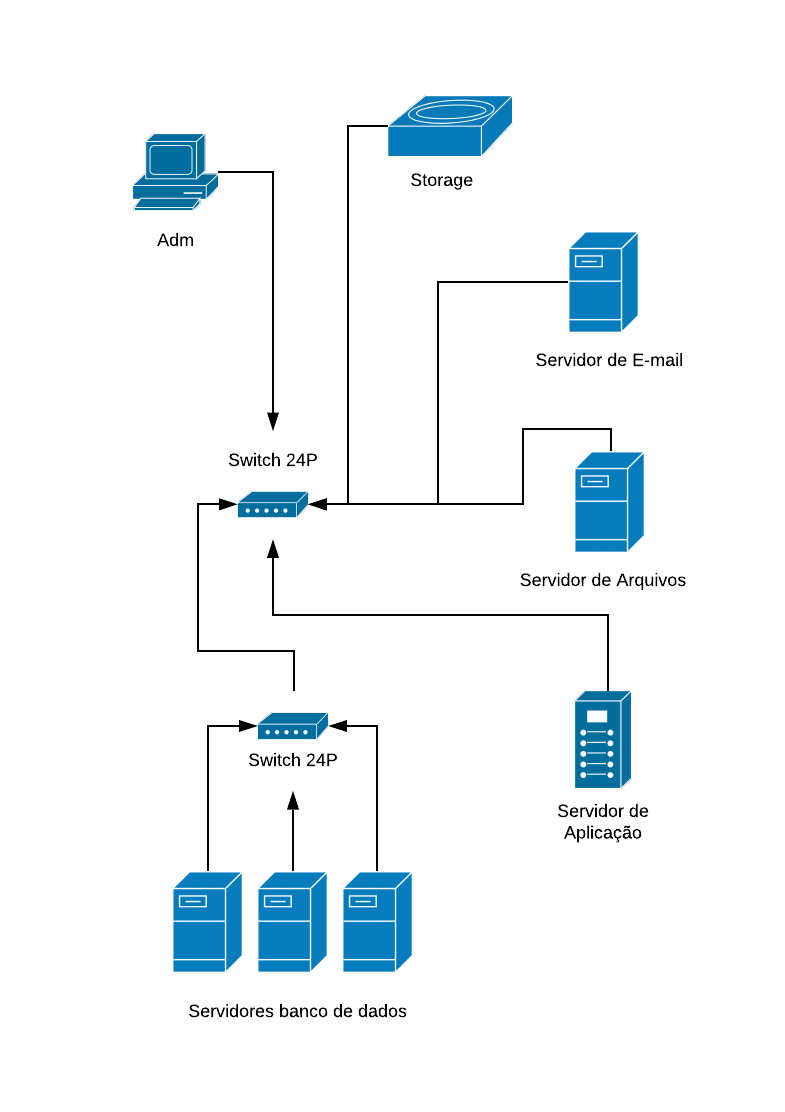 Storage
Adm
Servidor de E-mail
Switch 24P
Servidor de Arquivos
Switch 24P
Servidor de
Aplicação
Servidores banco de dados